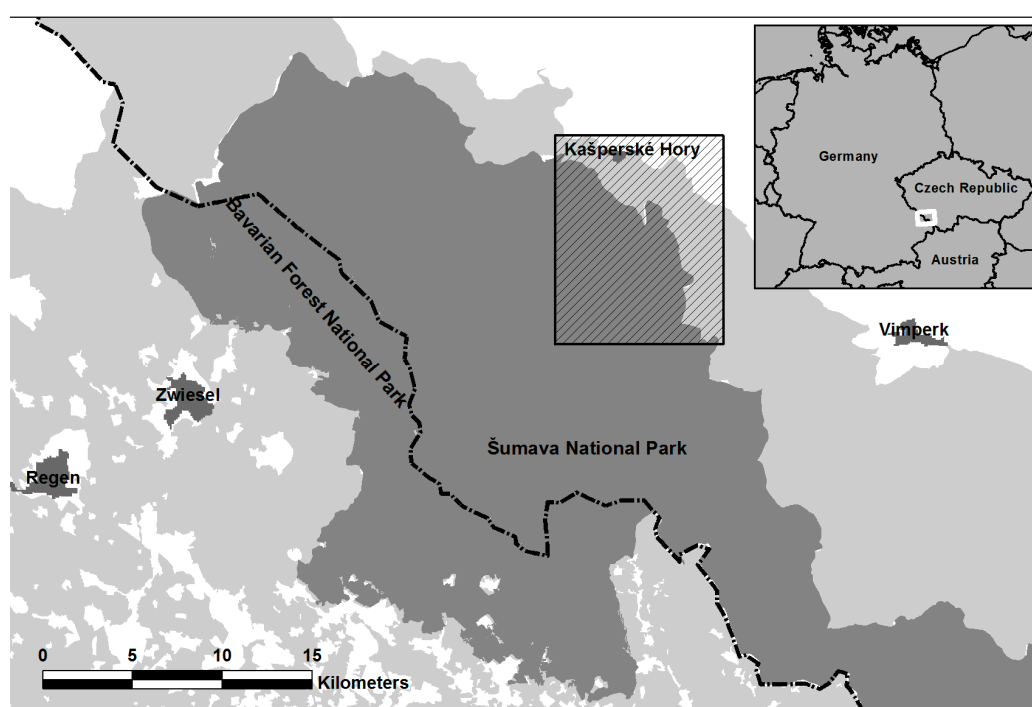 Kašperské Hory
Germany
Czech Republic
Austria
Bavarian Forest National Park
Vimperk
Zwiesel
Šumava National Park
Regen
0 5 10 15
Kilometers